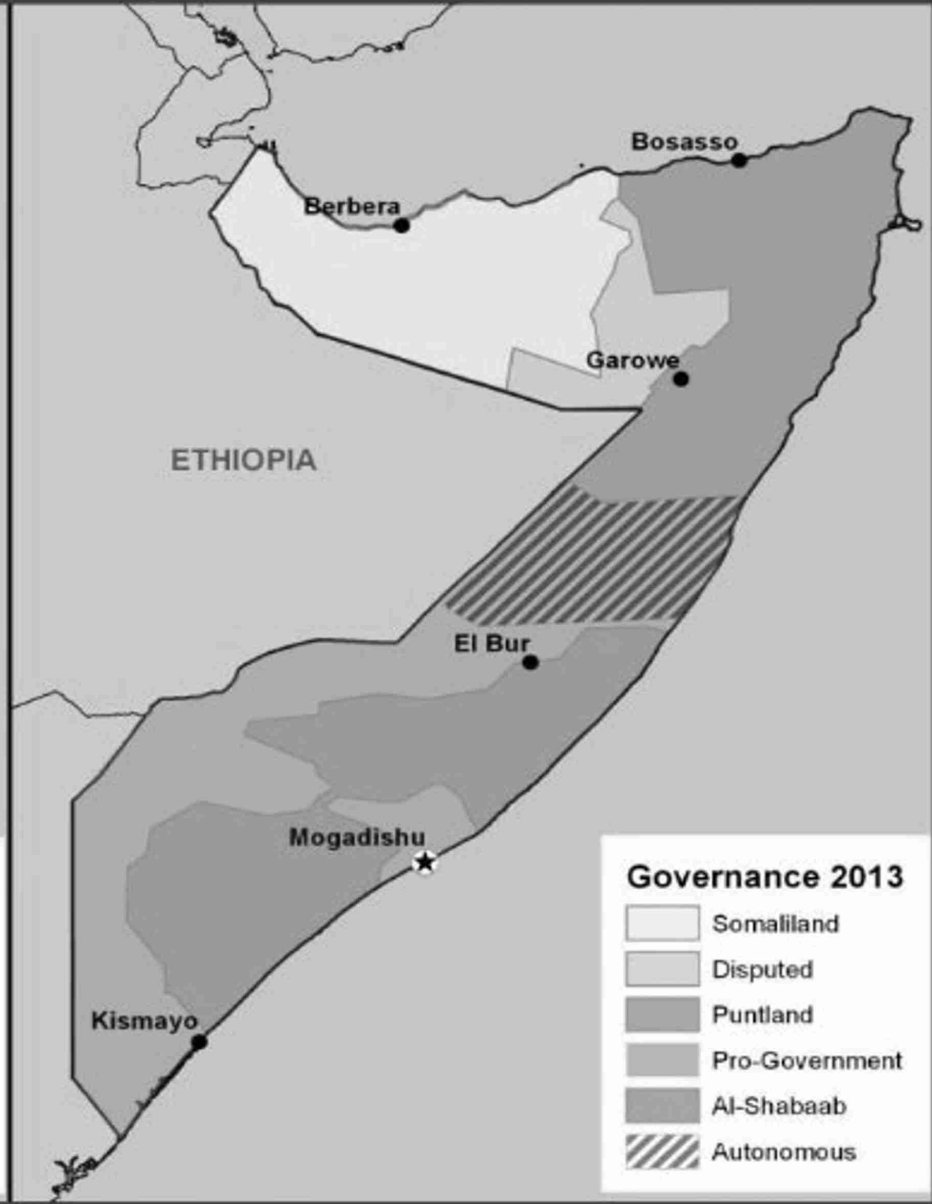 Bosasso
Berbera
Garowe
ETHIOPIA
El Bur
Mogadishu
Kismayo
Governance 2013
Somaliland
Disputed
Puntland
Pro-Government
Al-Shabaab
Autonomous